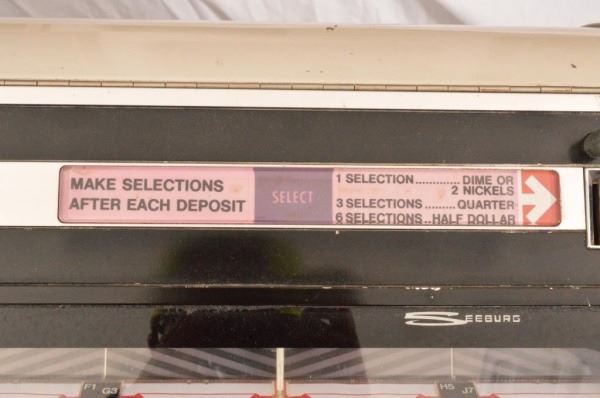 MAKE SELECTIONS
AFTER EACH DEPOSIT
SELECT
1 SELECTION............ DIME OR
2 NICKELS
3 SELECTIONS......... QUARTER
6 SELECTIONS..HALF DOLLAR
SEEBURG
F1 G3 H5 J7